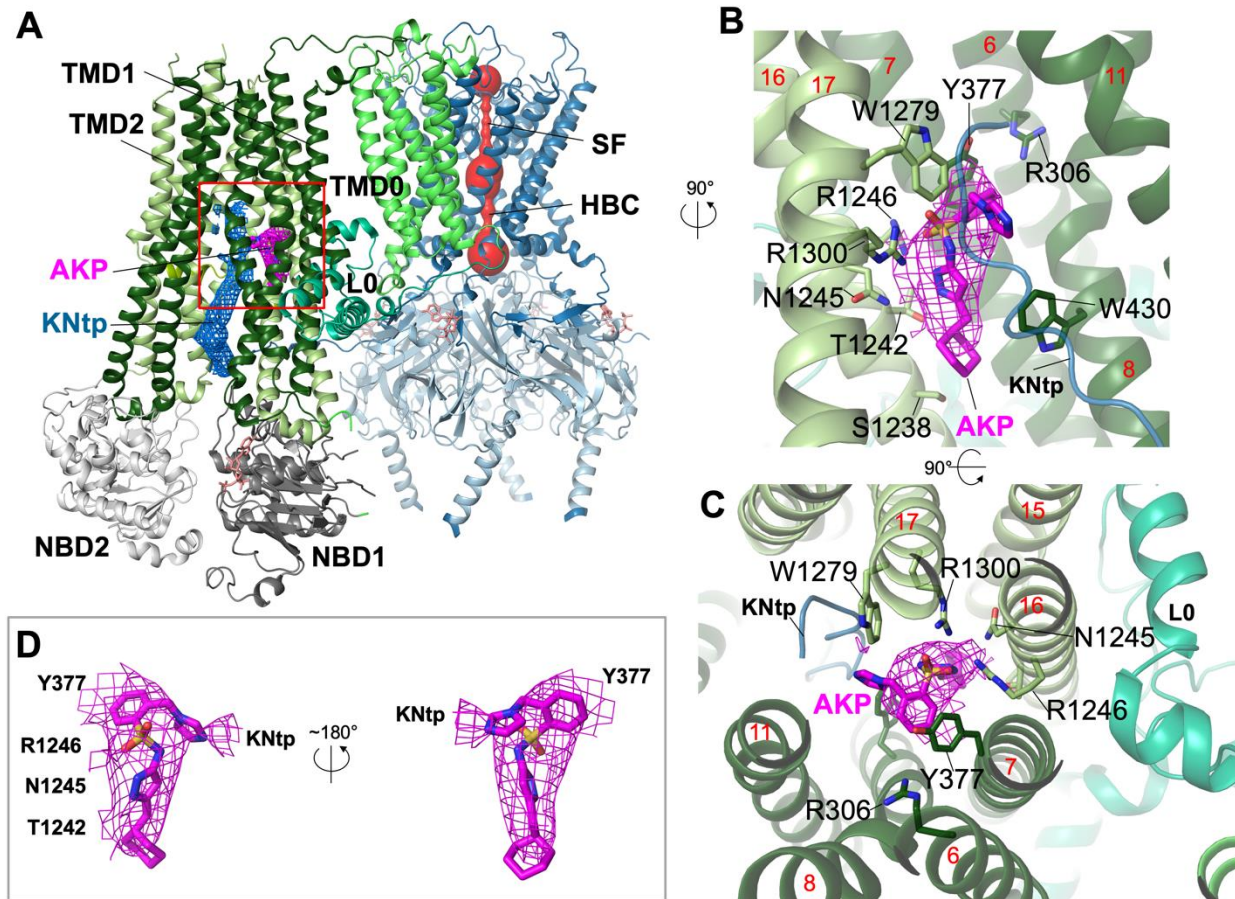 A
TMD1
TMD2
TMD0
SF
HBC
AKP
L0
KNtp
NBD2
NBD1
B
90°
16
17
7
6
11
Y377
W1279
R306
R1246
R1300
N1245
T1242
W430
KNtp
8
S1238
AKP
90°
C
17
15
W1279
R1300
KNtp
16
N1245
L0
AKP
R1246
11
Y377
7
R306
6
8
D
Y377
Y377
KNtp
R1246
KNtp
~180°
N1245
T1242